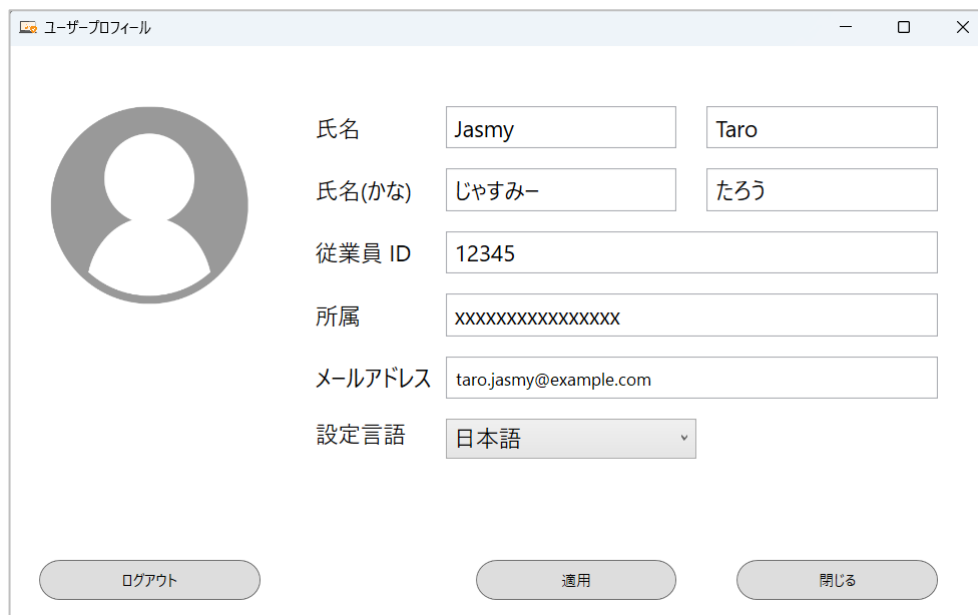 ユーザープロフィール
氏名 Jasmy Taro
氏名(かな) じゃすみー たろう
従業員 ID 12345
所属 xxxxxxxxxxxxxxxx
メールアドレス taro.jasmy@example.com
設定言語 日本語
ログアウト 適用 閉じる